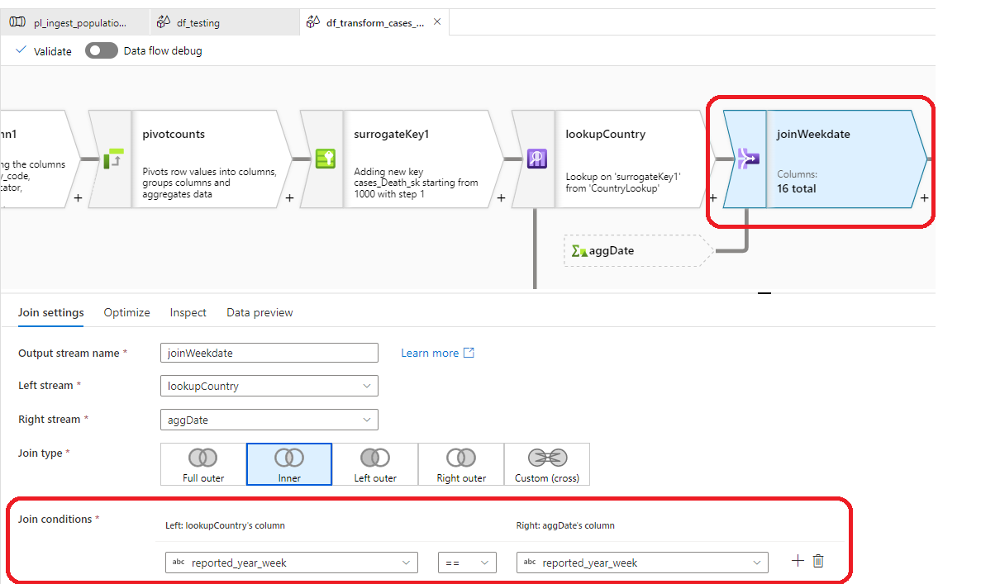 pl_ingest_populatio...
df_testing
df_transform_cases_...
Validate
Data flow debug
nn1
ng the columns
y_code,
cator,
pivotcounts
Pivots row values into columns,
groups columns and
aggregates data
surrogateKey1
Adding new key
cases_Death_sk starting from
1000 with step 1
lookupCountry
Lookup on 'surrogateKey1'
from 'CountryLookup'
joinWeekdate
Columns:
16 total
+
+
+
+
+
aggDate
Join settings
Optimize
Inspect
Data preview
Output stream name *
joinWeekdate
Learn more
Left stream *
lookupCountry
Right stream *
aggDate
Join type *
Full outer
Inner
Left outer
Right outer
Custom (cross)
Join conditions *
Left: lookupCountry's column
Right: aggDate's column
abc reported_year_week
==
abc reported_year_week